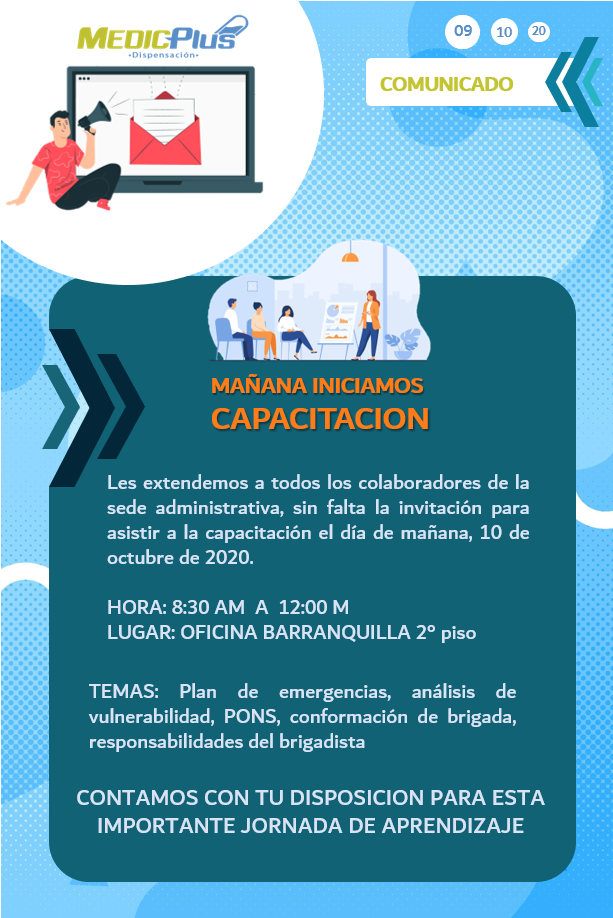 MEDICPlus
•Dispensación•
09 10 20
COMUNICADO
MAÑANA INICIAMOS
CAPACITACION
Les extendemos a todos los colaboradores de la
sede administrativa, sin falta la invitación para
asistir a la capacitación el día de mañana, 10 de
octubre de 2020.
HORA: 8:30 AM A 12:00 M
LUGAR: OFICINA BARRANQUILLA 2° piso
TEMAS: Plan de emergencias, análisis de
vulnerabilidad, PONS, conformación de brigada,
responsabilidades del brigadista
CONTAMOS CON TU DISPOSICION PARA ESTA
IMPORTANTE JORNADA DE APRENDIZAJE